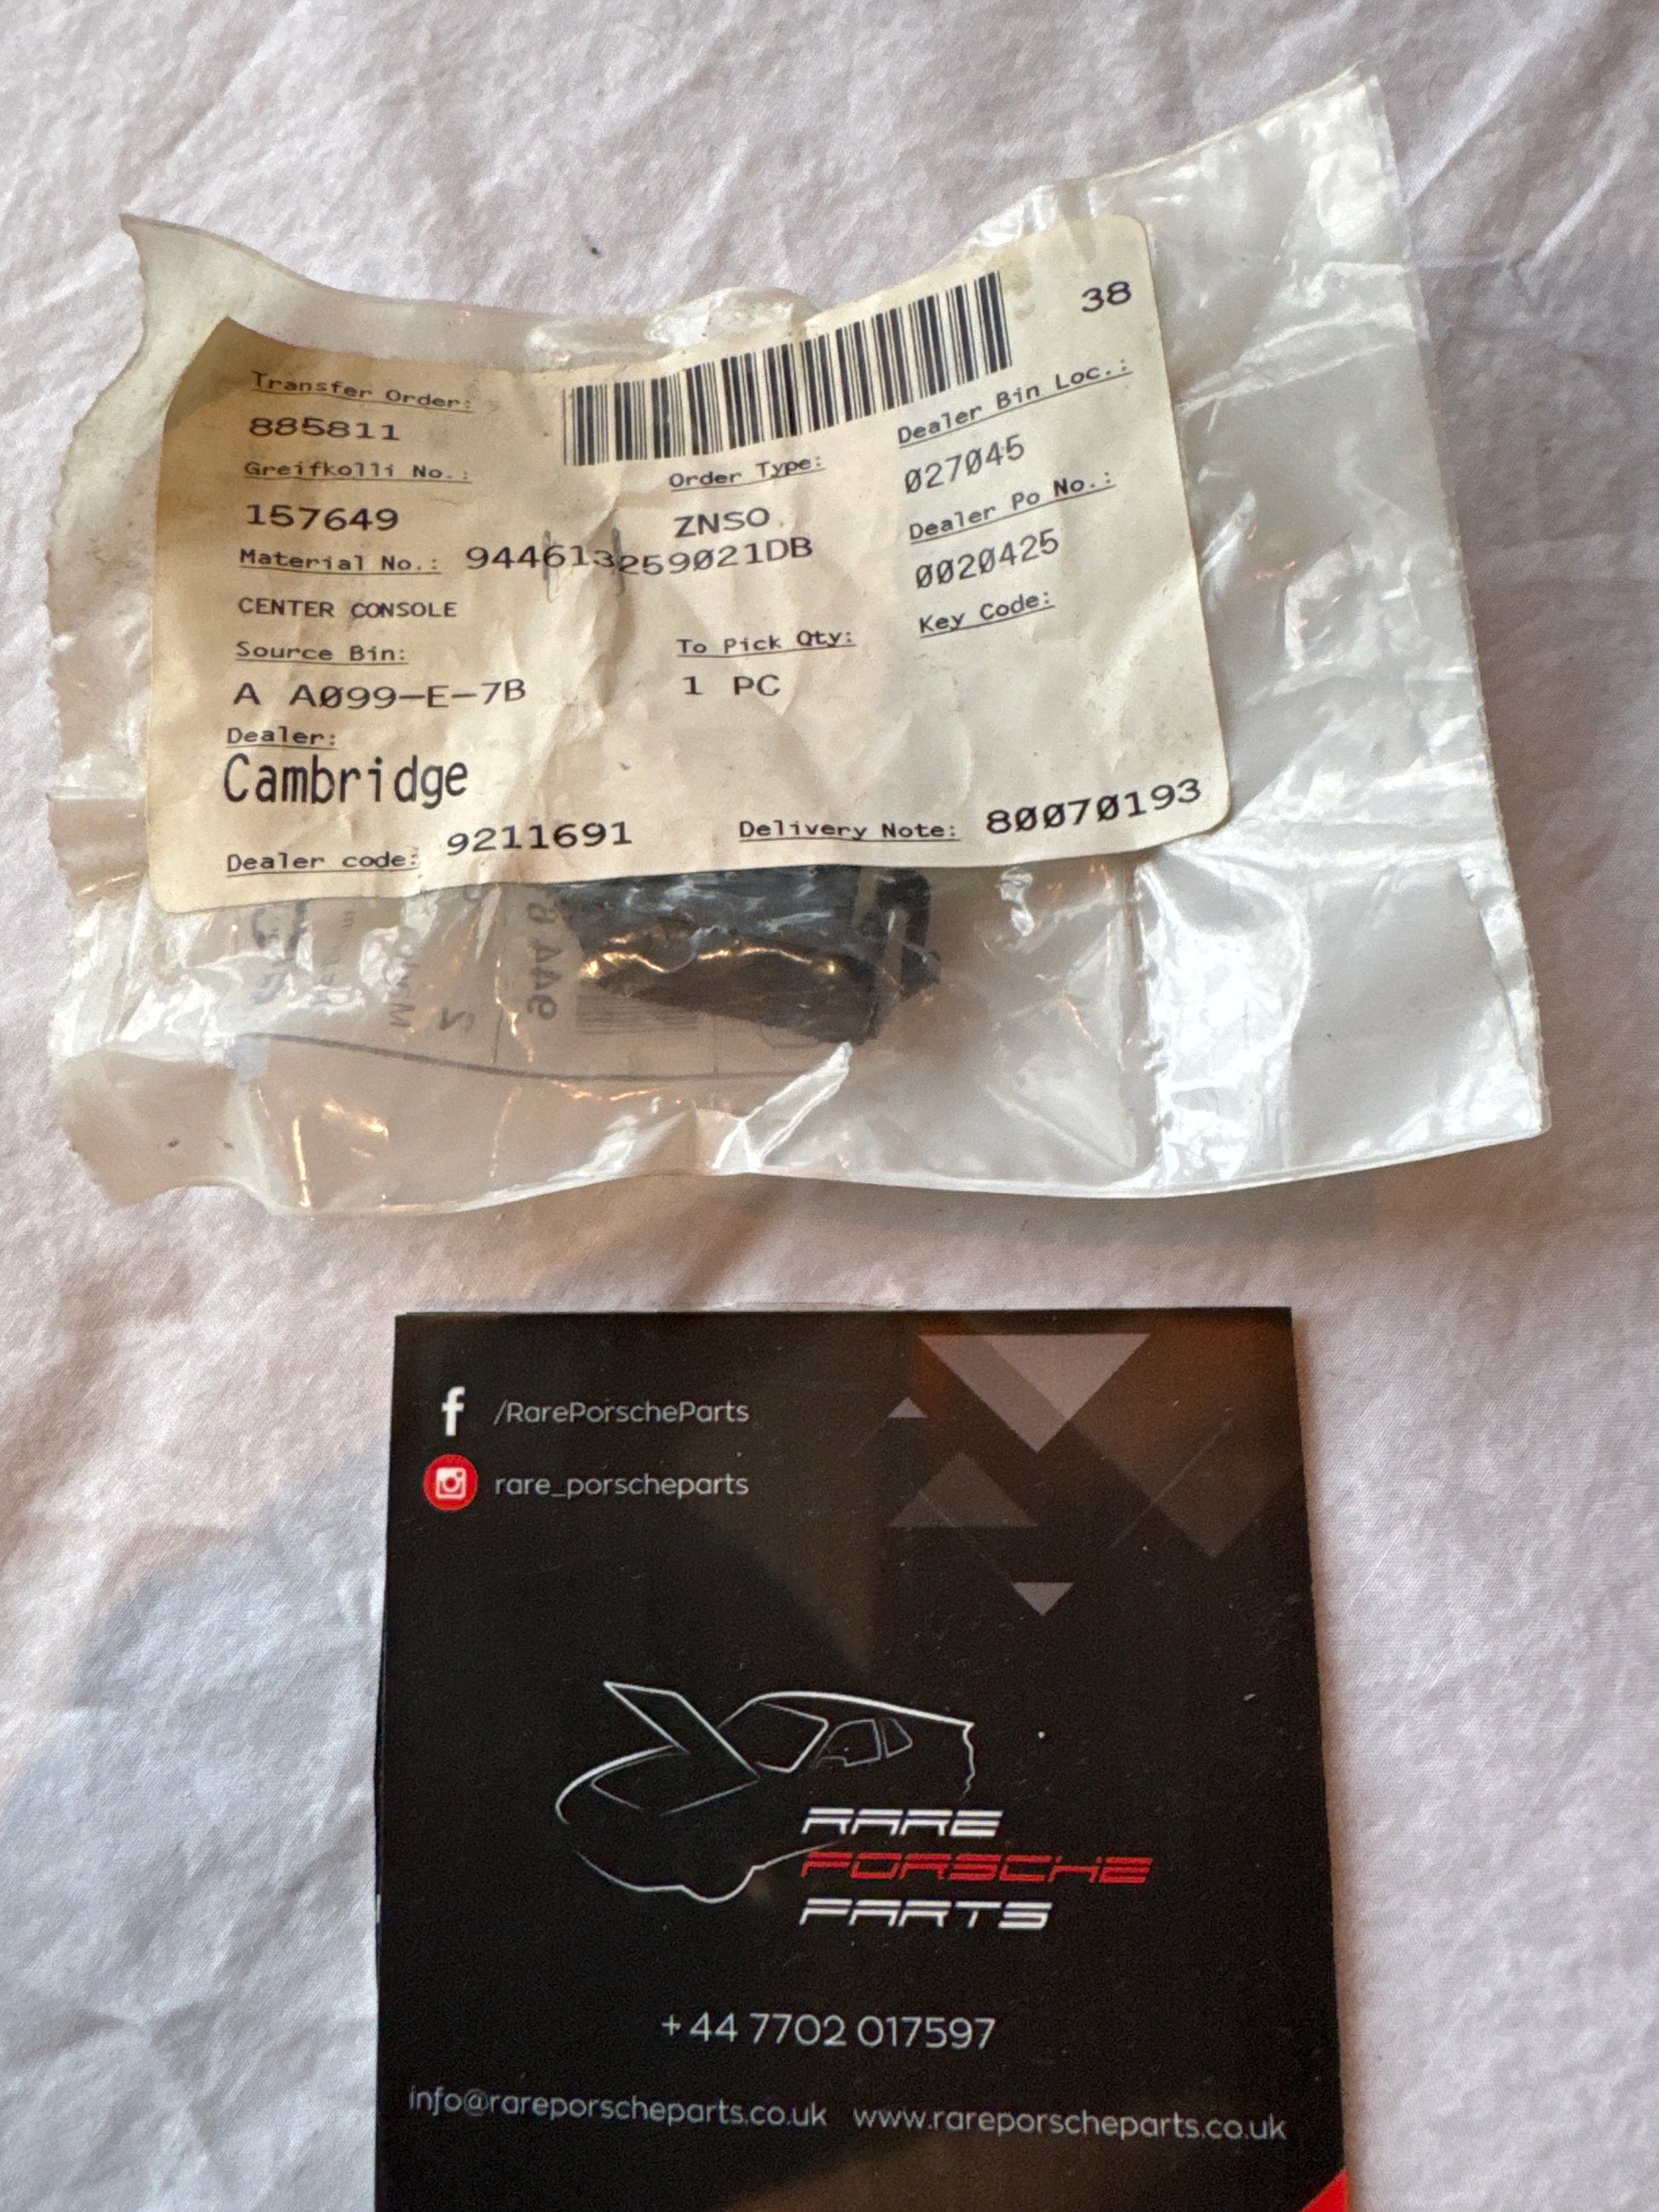 38
Transfer Order:
885811
Greifkolli No.:
157649
Order Type:
ZNSO
Dealer Bin Loc.:
027045
Dealer Po No.:
0020425
Key Code:
Material No.: 944613259021DB
CENTER CONSOLE
Source Bin:
A A099-E-7B
To Pick Qty:
1 PC
Dealer:
Cambridge
Dealer code: 9211691
Delivery Note: 80070193
/RarePorscheParts
rare_porscheparts
RARE
PORSCHE
PARTS
+44 7702 017597
info@rareporscheparts.co.uk www.rareporscheparts.co.uk